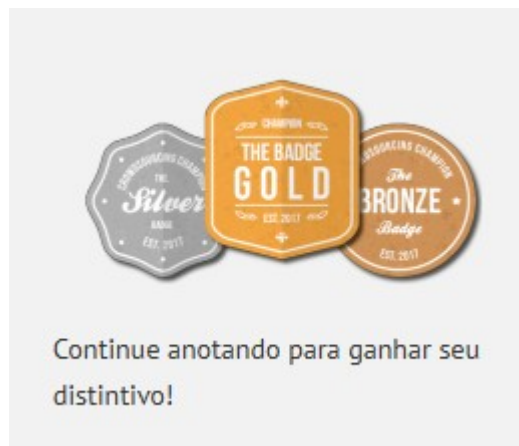 CROWDSOURCING CHAMPION
THE
Silver
BADGE
EST. 2017
CHAMPION
THE BADGE
GOLD
EST. 2017
CHAMPION
The
BRONZE
Badge
EST. 2017
Continue anotando para ganhar seu
distintivo!